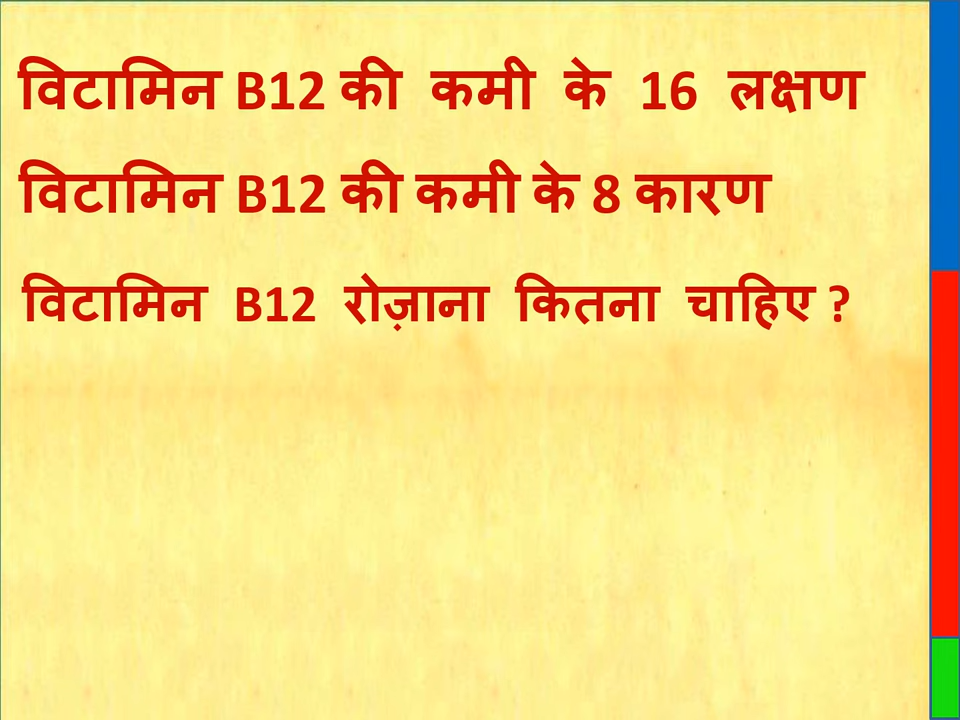 विटामिन B12 की कमी के 16 लक्षण
विटामिन B12 की कमी के 8 कारण
विटामिन B12 रोज़ाना कितना चाहिए ?